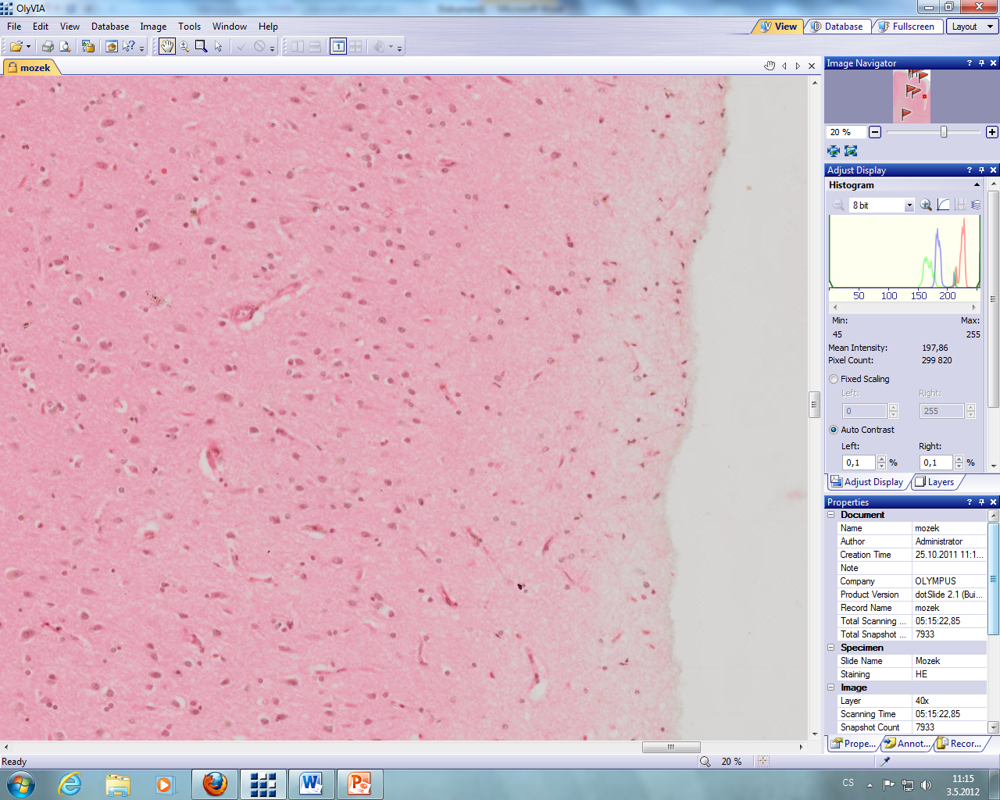 OlyVIA
File Edit View Database Image Tools Window Help
View Database Fullscreen Layout
1
mozek
Image Navigator
20 %
Adjust Display
Histogram
8 bit
50 100 150 200
Min: Max:
45 255
Mean Intensity: 197,86
Pixel Count: 299 820
Fixed Scaling
Left: Right:
0 255
Auto Contrast
Left: Right:
0,1 % 0,1 %
Adjust Display Layers
Properties
Document
Name mozek
Author Administrator
Creation Time 25.10.2011 11:1...
Note
Company OLYMPUS
Product Version dotSlide 2.1 (Bui...
Record Name mozek
Total Scanning ... 05:15:22,85
Total Snapshot ... 7933
Specimen
Slide Name Mozek
Staining HE
Image
Layer 40x
Scanning Time 05:15:22,85
Snapshot Count 7933
Prope... Annot... Recor...
Ready 20 %
CS 11:15
3.5.2012